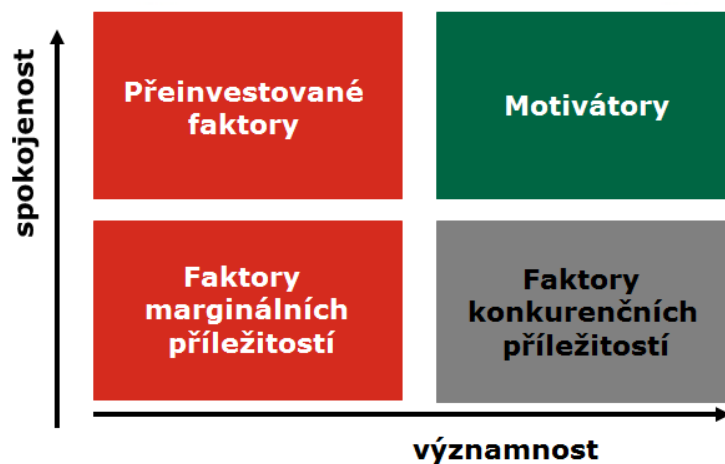 spokojenost
Přeinvestované
faktory
Motivátory
Faktory
marginálních
příležitostí
Faktory
konkurenčních
příležitostí
významnost